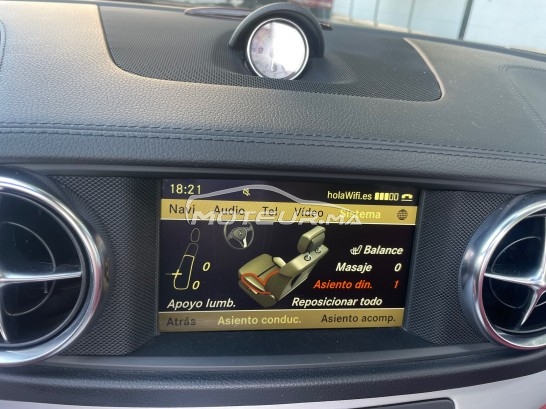 18:21 holaWifi.es
Navi Audio Tel Vídeo Sistema
MOTEUR.MA
Balance
0 0 Masaje 0
Asiento din. 1
Apoyo lumb. Reposicionar todo
Atrás Asiento conduc. Asiento acomp.